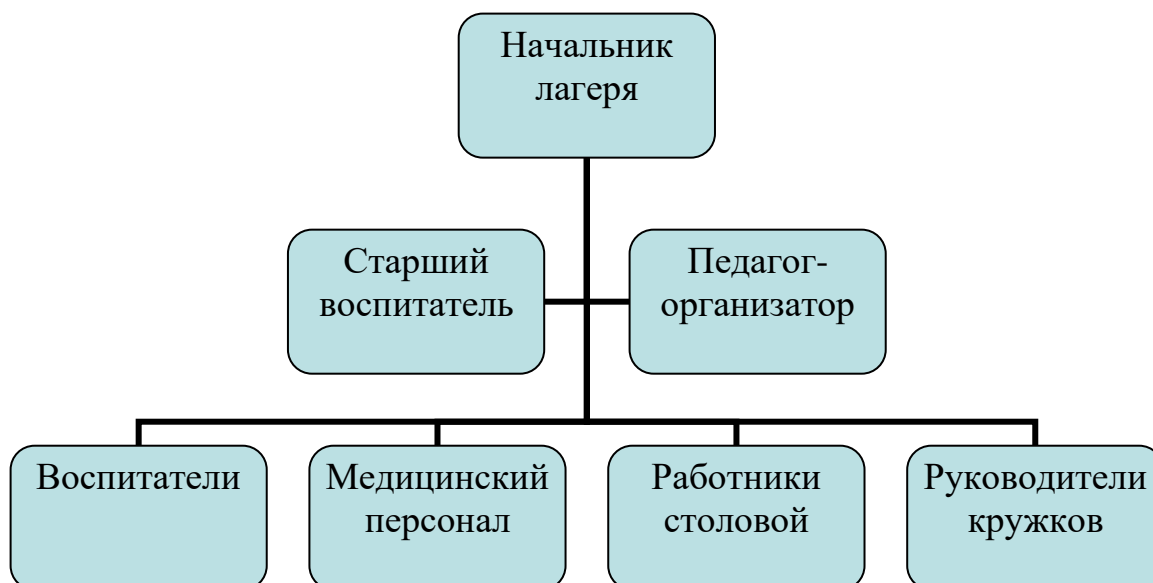 Начальник
лагеря
Старший
воспитатель
Педагог-
организатор
Воспитатели
Медицинский
персонал
Работники
столовой
Руководители
кружков